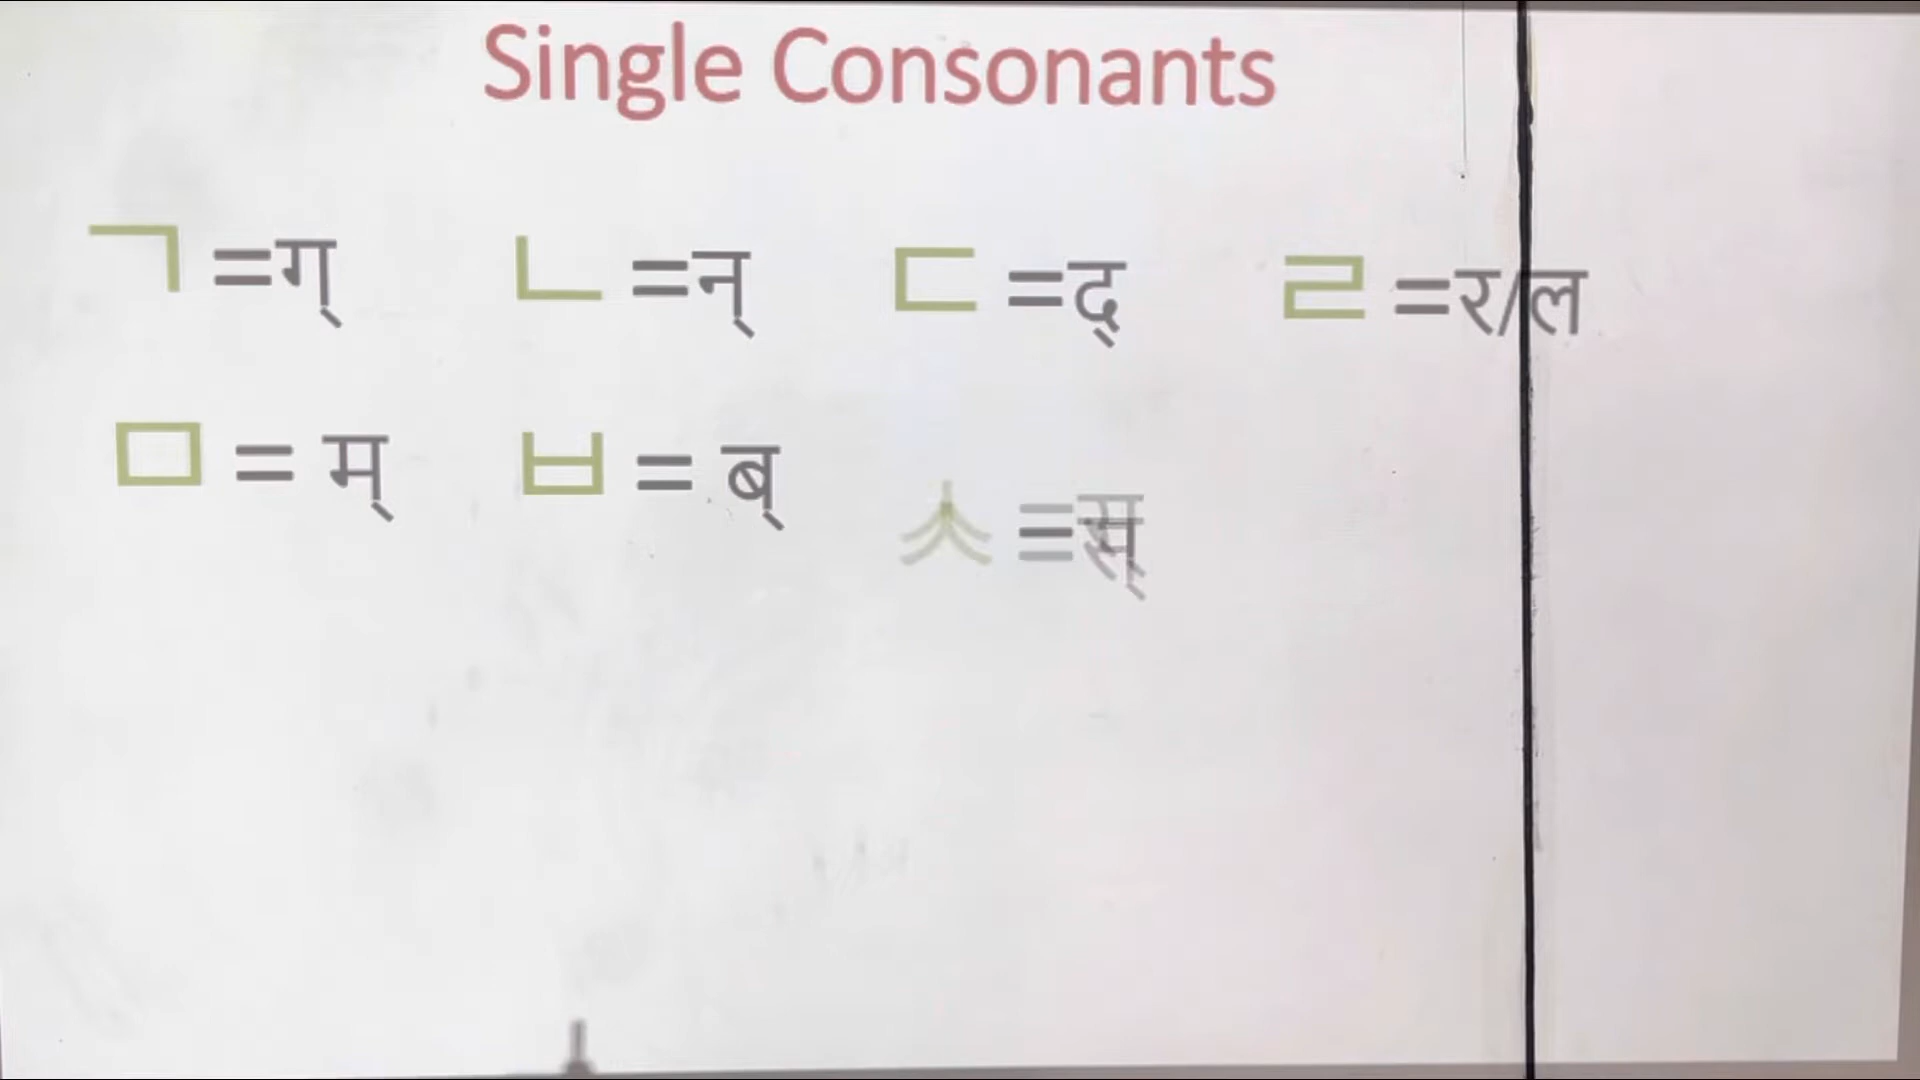 Single Consonants
ㄱ =ग् ㄴ =न् ㄷ =द् ㄹ =र/ल
ㅁ = म् ㅂ = ब् ㅅ =स्